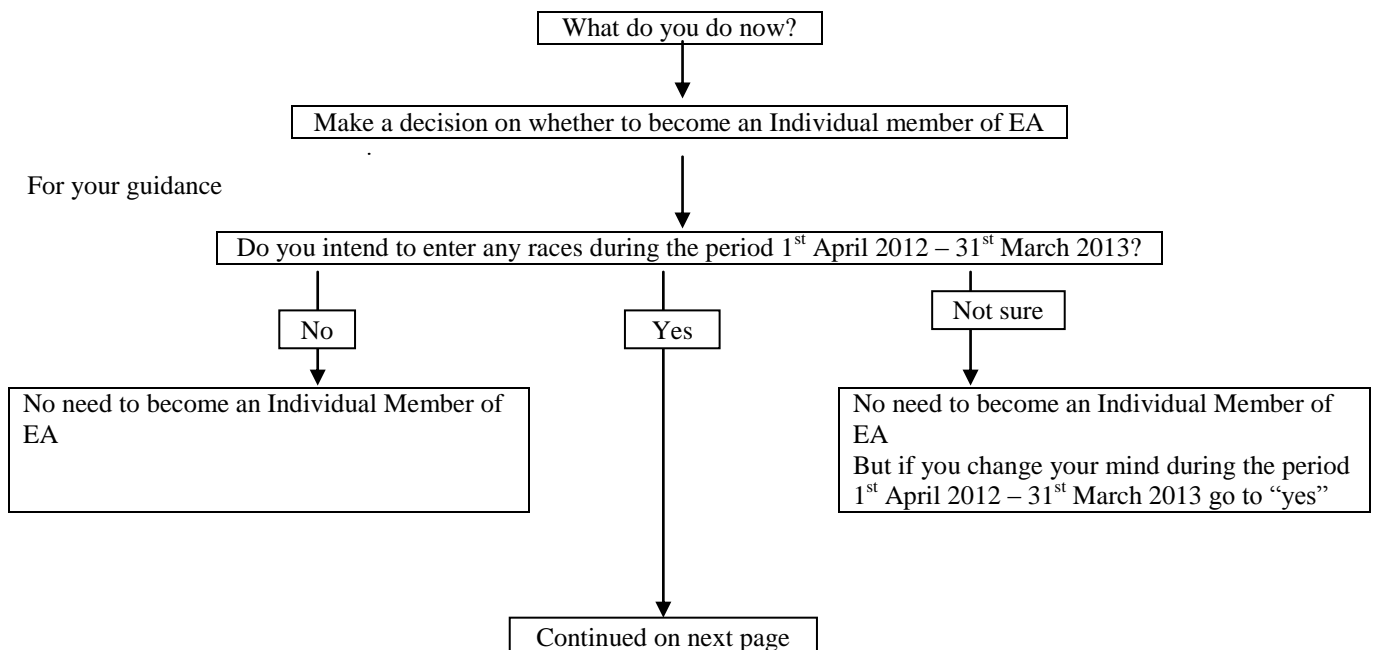 What do you do now?
Make a decision on whether to become an Individual member of EA
.
For your guidance
Do you intend to enter any races during the period 1st April 2012 – 31st March 2013?
No
Yes
Not sure
No need to become an Individual Member of
EA
No need to become an Individual Member of
EA
But if you change your mind during the period
1st April 2012 – 31st March 2013 go to “yes”
Continued on next page